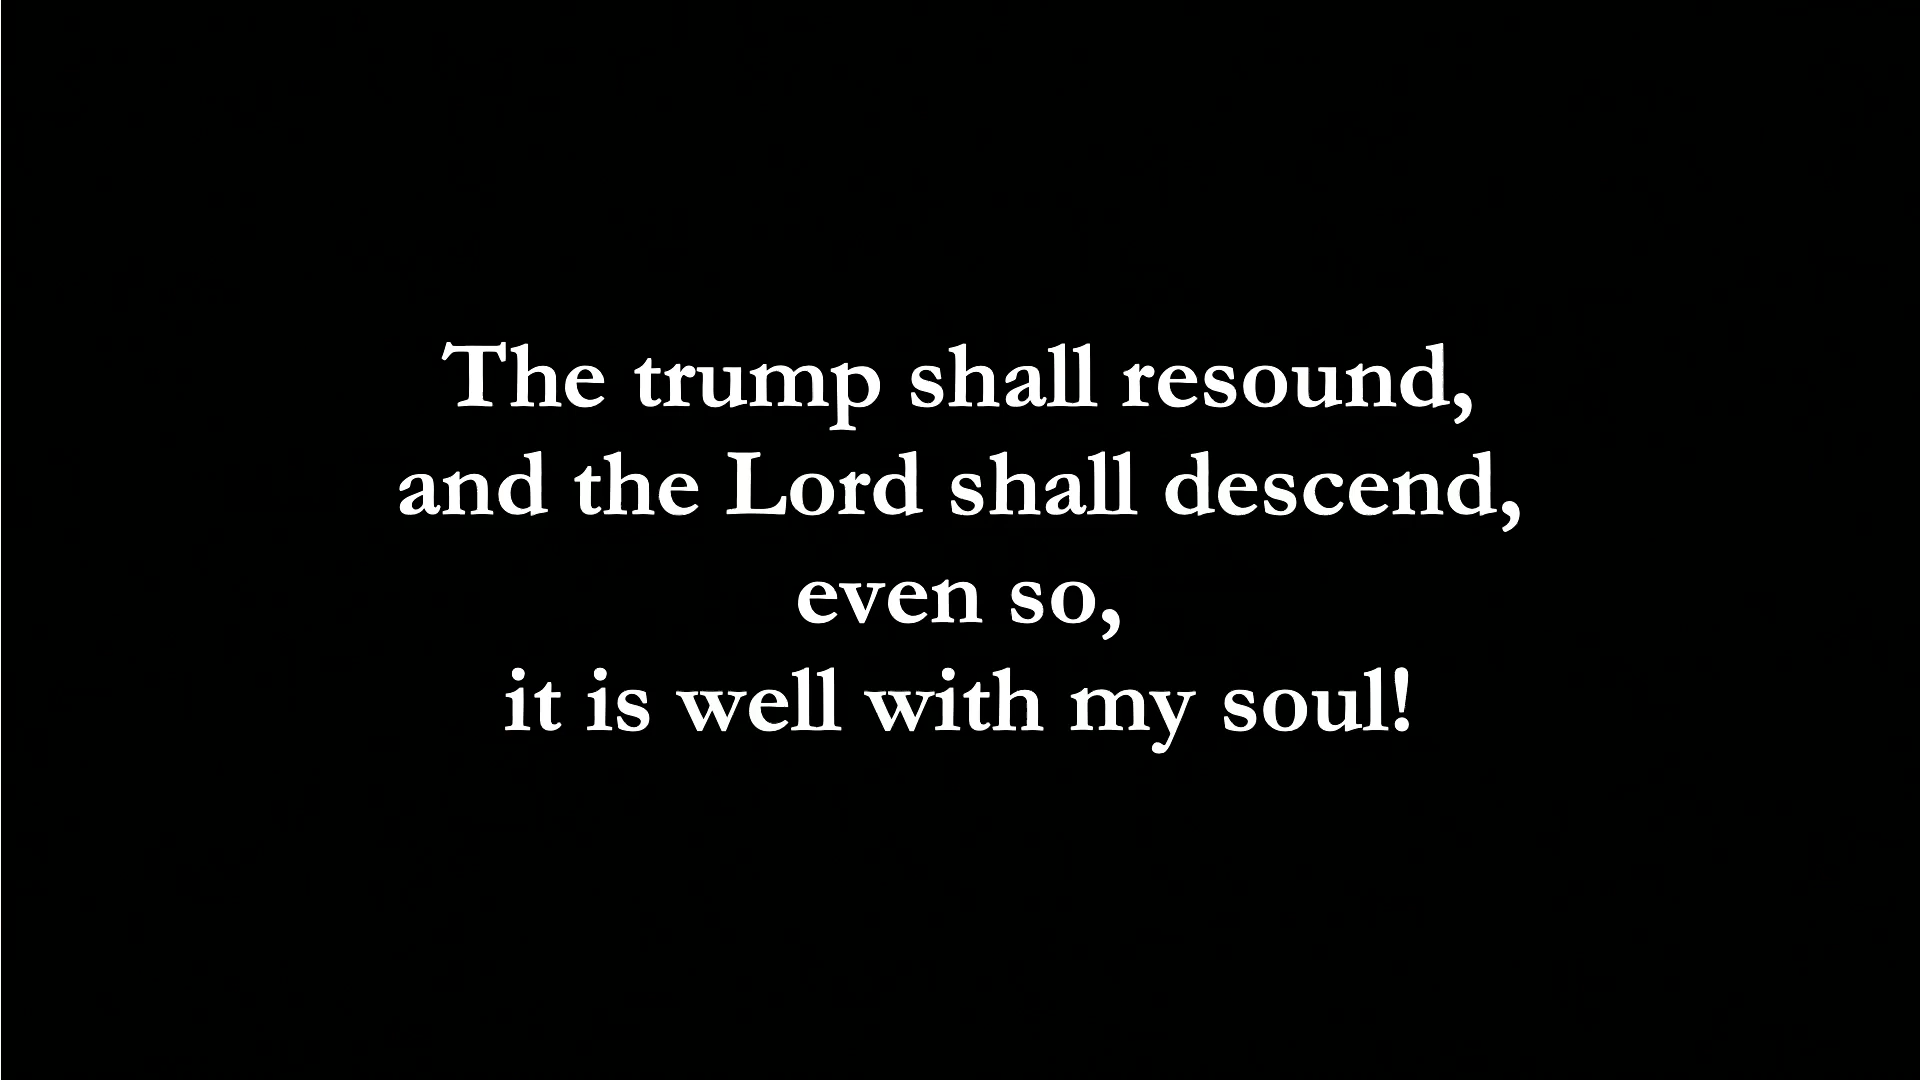 The trump shall resound,
and the Lord shall descend,
even so,
it is well with my soul!